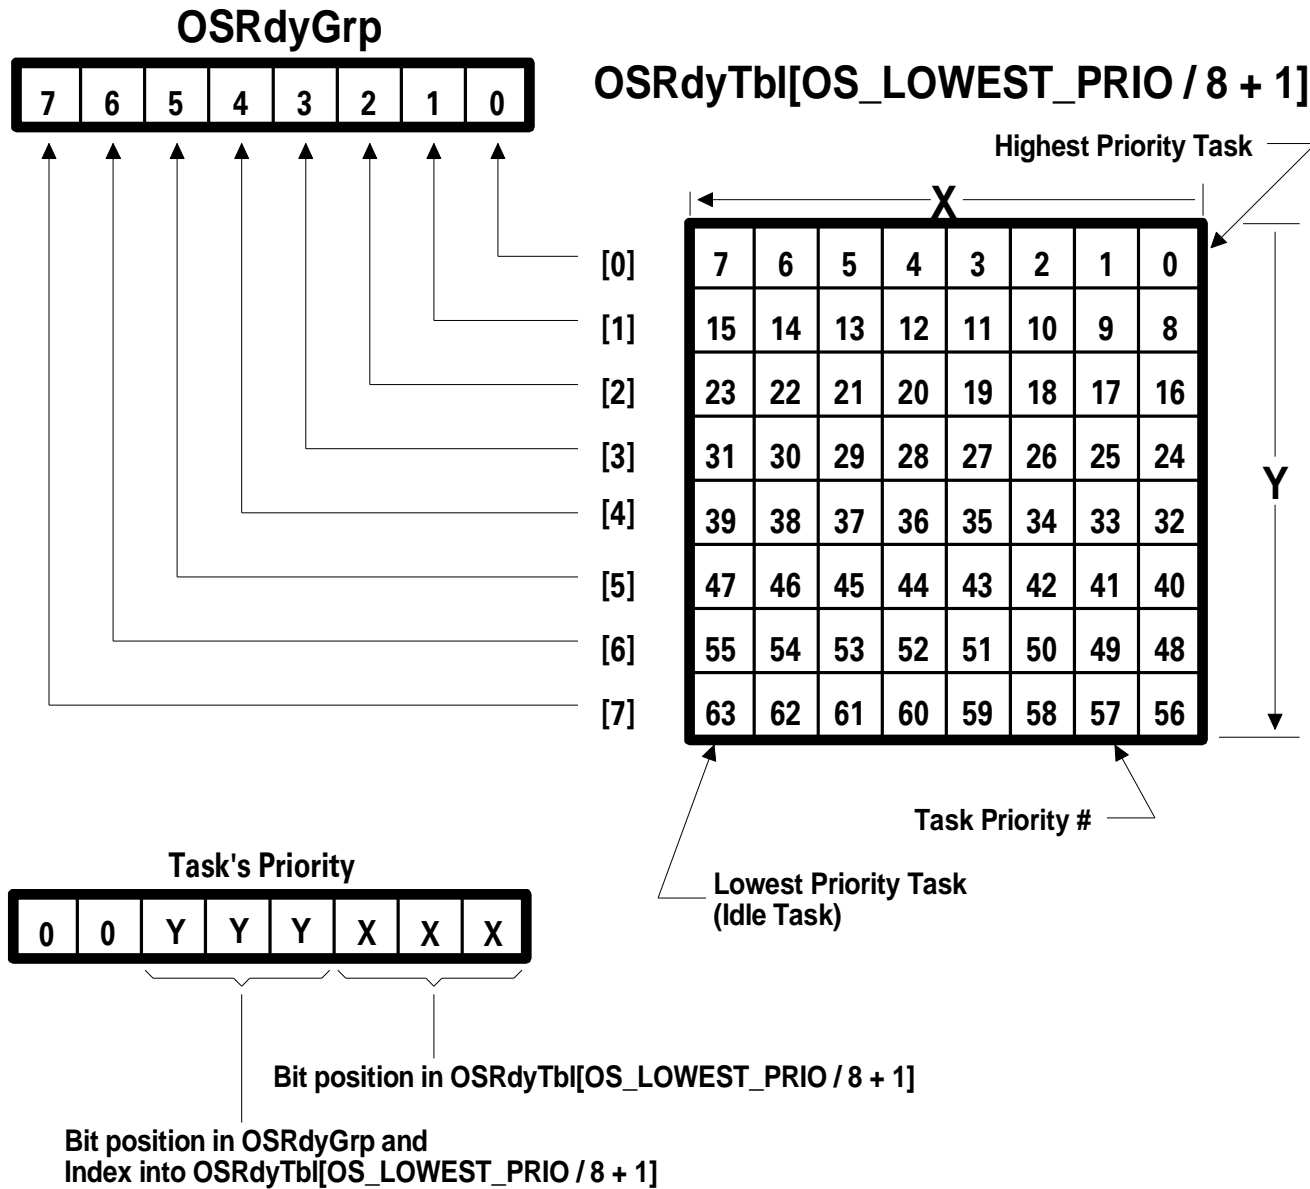 OSRdyGrp
7 6 5 4 3 2 1 0
OSRdyTbl[OS_LOWEST_PRIO / 8 + 1]
Highest Priority Task
X
[0] 7 6 5 4 3 2 1 0
[1] 15 14 13 12 11 10 9 8
[2] 23 22 21 20 19 18 17 16
[3] 31 30 29 28 27 26 25 24
Y
[4] 39 38 37 36 35 34 33 32
[5] 47 46 45 44 43 42 41 40
[6] 55 54 53 52 51 50 49 48
[7] 63 62 61 60 59 58 57 56
Task Priority #
Lowest Priority Task
(Idle Task)
Task's Priority
0 0 Y Y Y X X X
Bit position in OSRdyTbl[OS_LOWEST_PRIO / 8 + 1]
Bit position in OSRdyGrp and
Index into OSRdyTbl[OS_LOWEST_PRIO / 8 + 1]